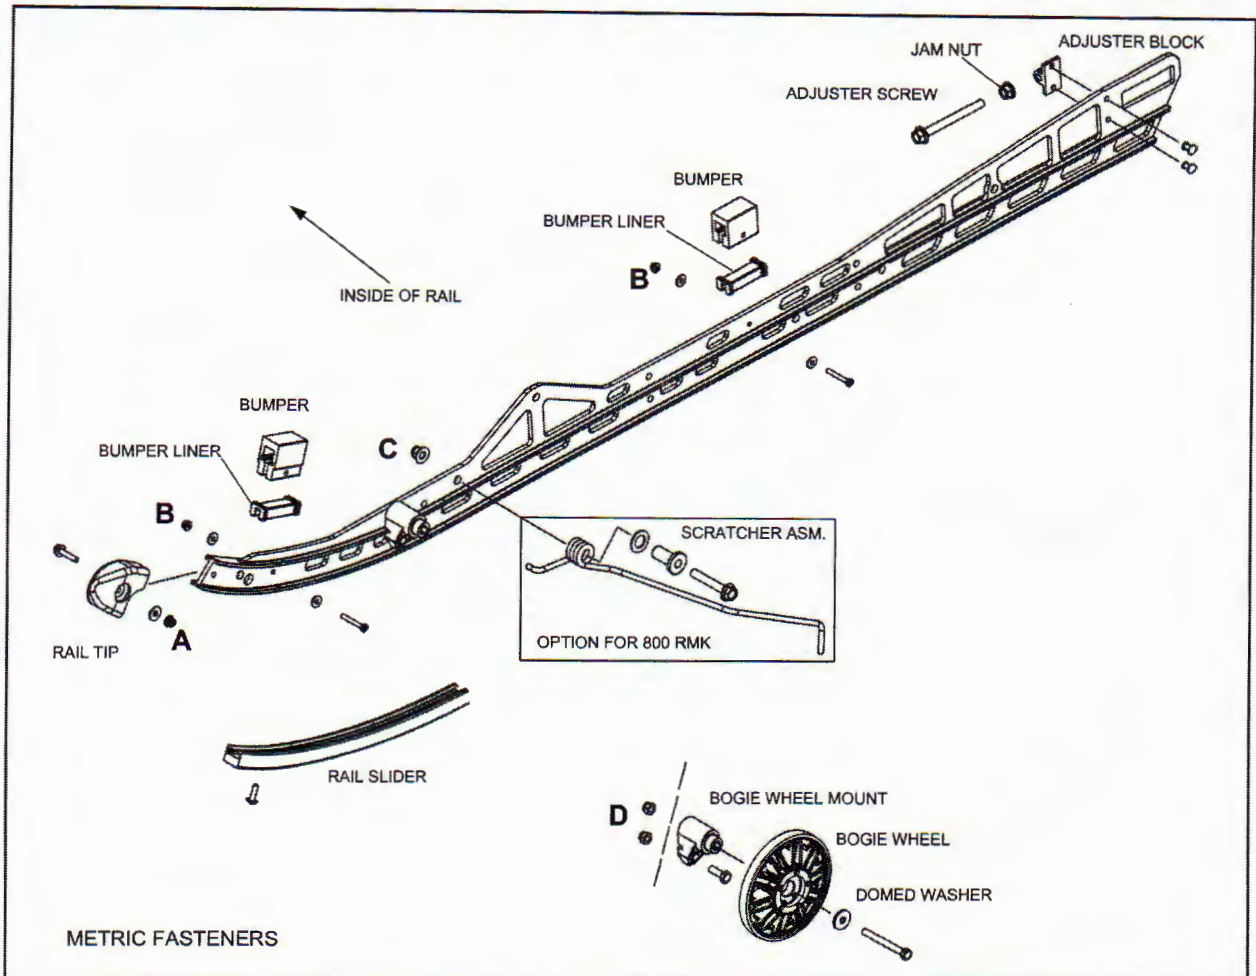 JAM NUT
ADJUSTER BLOCK
ADJUSTER SCREW
BUMPER
BUMPER LINER
B
INSIDE OF RAIL
BUMPER
BUMPER LINER
C
B
SCRATCHER ASM.
OPTION FOR 800 RMK
A
RAIL TIP
RAIL SLIDER
BOGIE WHEEL MOUNT
D
BOGIE WHEEL
DOMED WASHER
METRIC FASTENERS